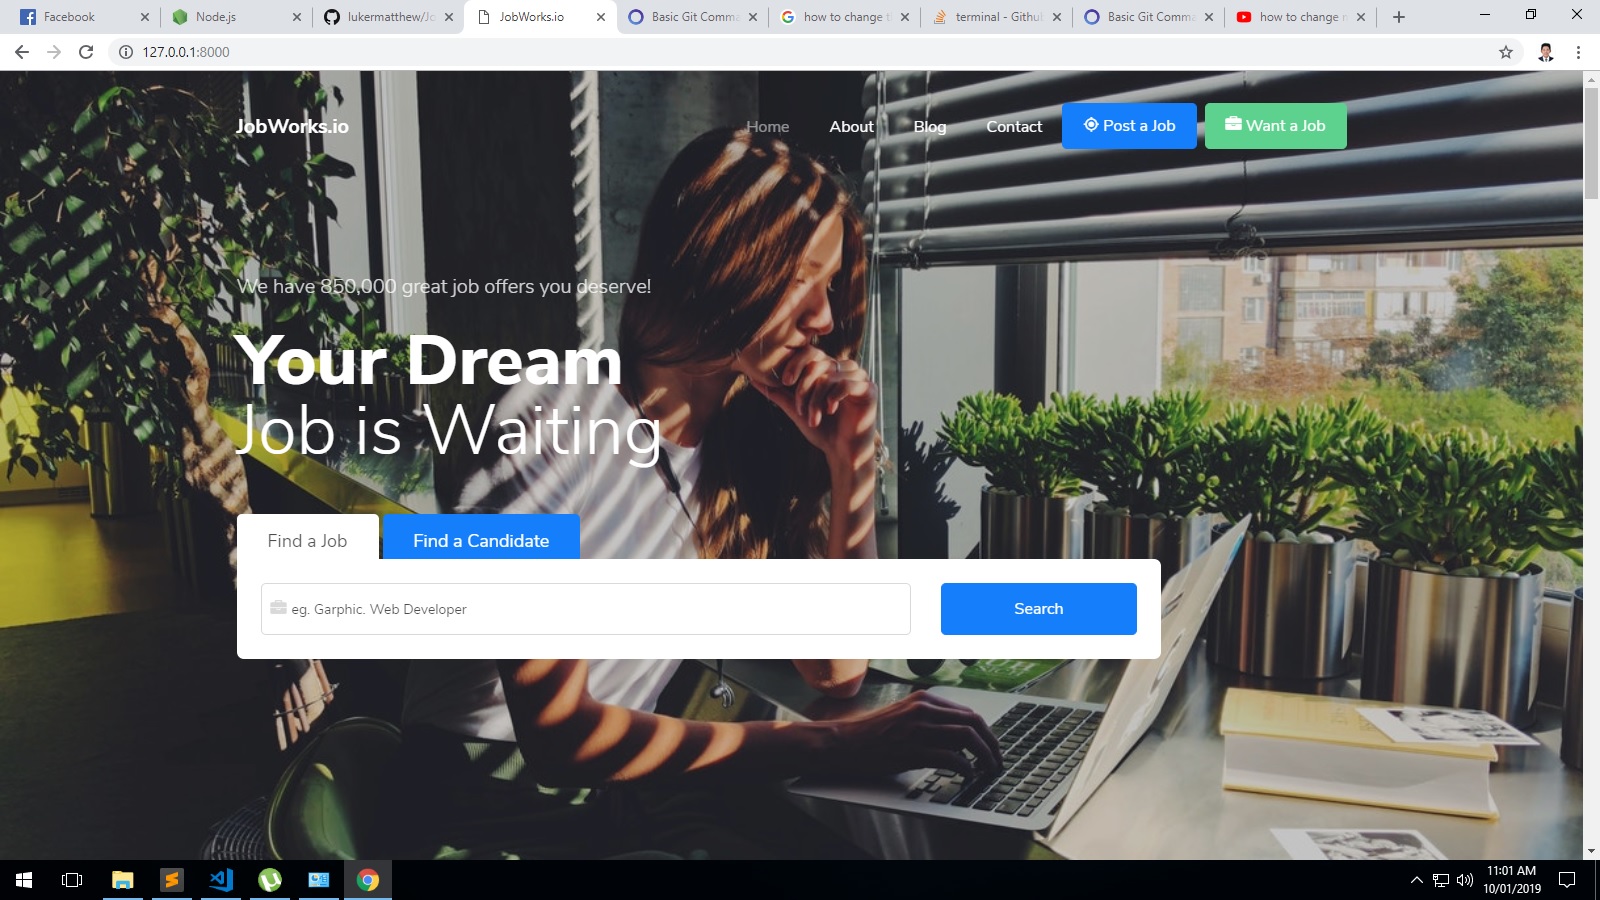 Facebook
Node.js
lukermatthew/Jo
JobWorks.io
Basic Git Comma
how to change t
terminal - Github
Basic Git Comma
how to change n
127.0.0.1:8000
JobWorks.io
Home
About
Blog
Contact
Post a Job
Want a Job
We have 850,000 great job offers you deserve!
Your Dream
Job is Waiting
Find a Job
Find a Candidate
eg. Garphic. Web Developer
Search
11:01 AM
10/01/2019